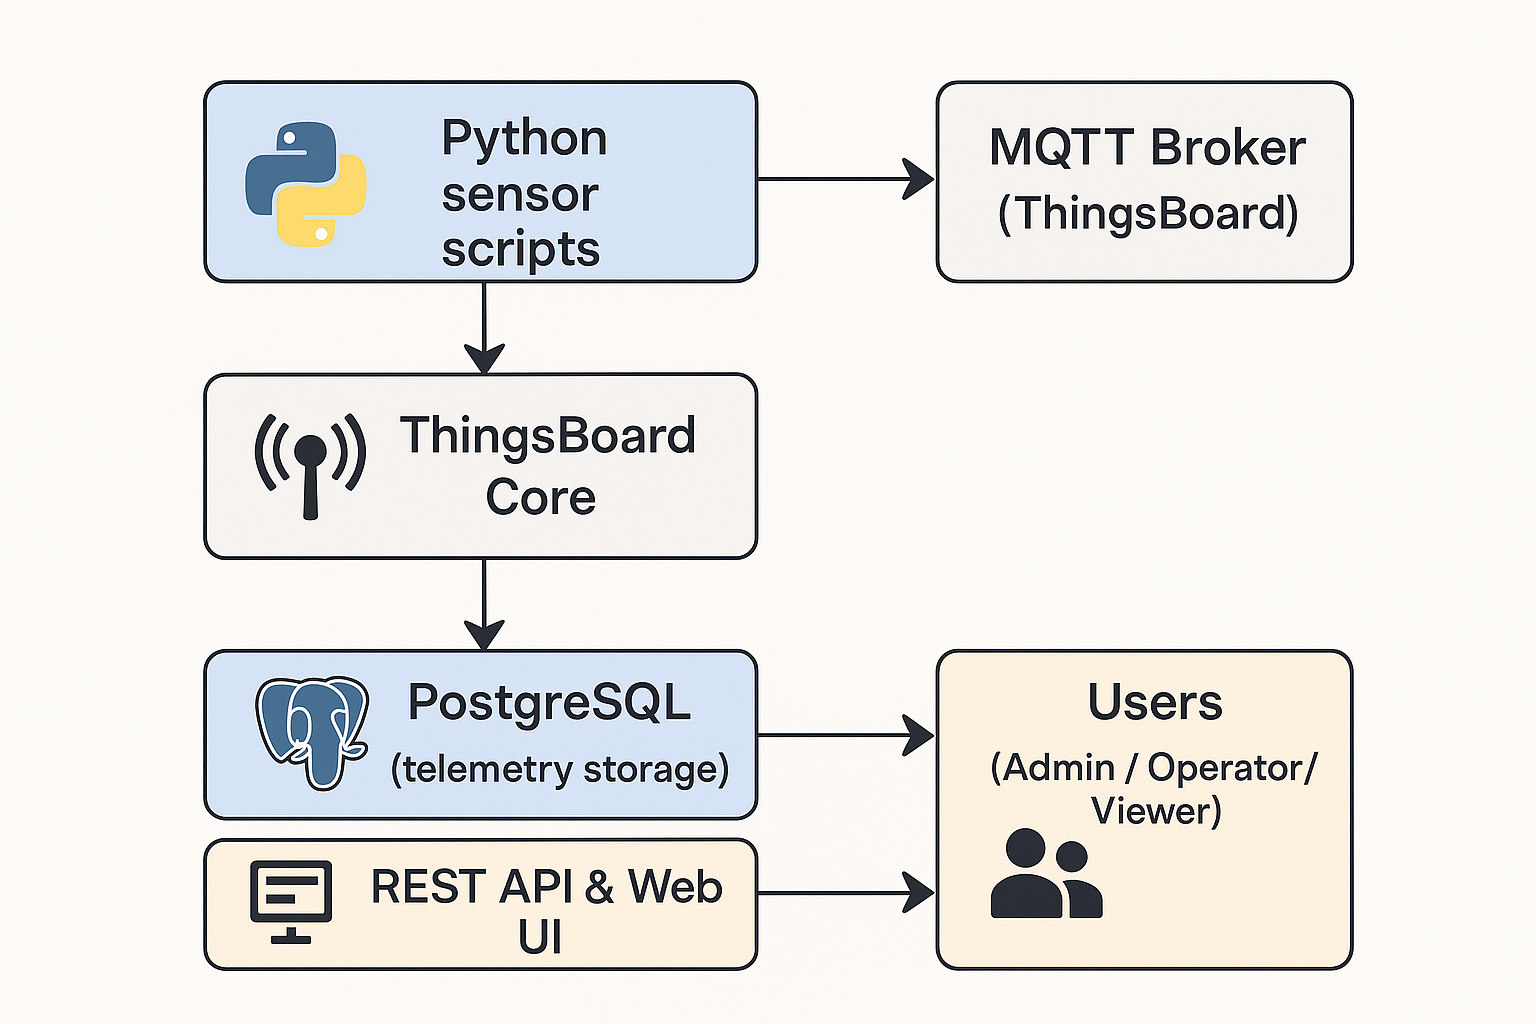 Python
sensor
scripts
MQTT Broker
(ThingsBoard)
ThingsBoard
Core
PostgreSQL
(telemetry storage)
Users
(Admin / Operator/
Viewer)
REST API & Web
UI